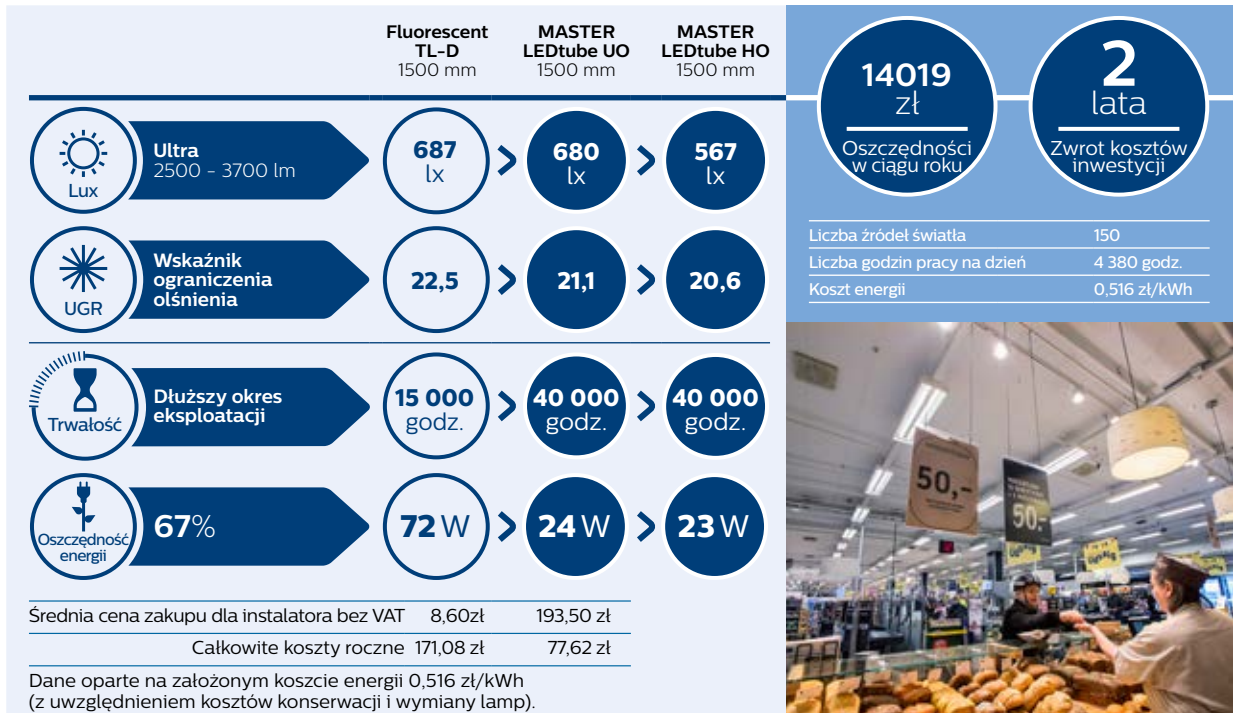 Fluorescent
TL-D
1500 mm
MASTER
LEDtube UO
1500 mm
MASTER
LEDtube HO
1500 mm
Lux
Ultra
2500 - 3700 lm
687
lx
680
lx
567
lx
UGR
Wskaźnik
ograniczenia
olśnienia
22,5
21,1
20,6
Trwałość
Dłuższy okres
eksploatacji
15 000
godz.
40 000
godz.
40 000
godz.
Oszczędność
energii
67%
72 W
24 W
23 W
Średnia cena zakupu dla instalatora bez VAT 8,60zł 193,50 zł
Całkowite koszty roczne 171,08 zł 77,62 zł
Dane oparte na założonym koszcie energii 0,516 zł/kWh
(z uwzględnieniem kosztów konserwacji i wymiany lamp).
14019
zł
Oszczędności
w ciągu roku
2
lata
Zwrot kosztów
inwestycji
Liczba źródeł światła 150
Liczba godzin pracy na dzień 4 380 godz.
Koszt energii 0,516 zł/kWh
50,-
50,-